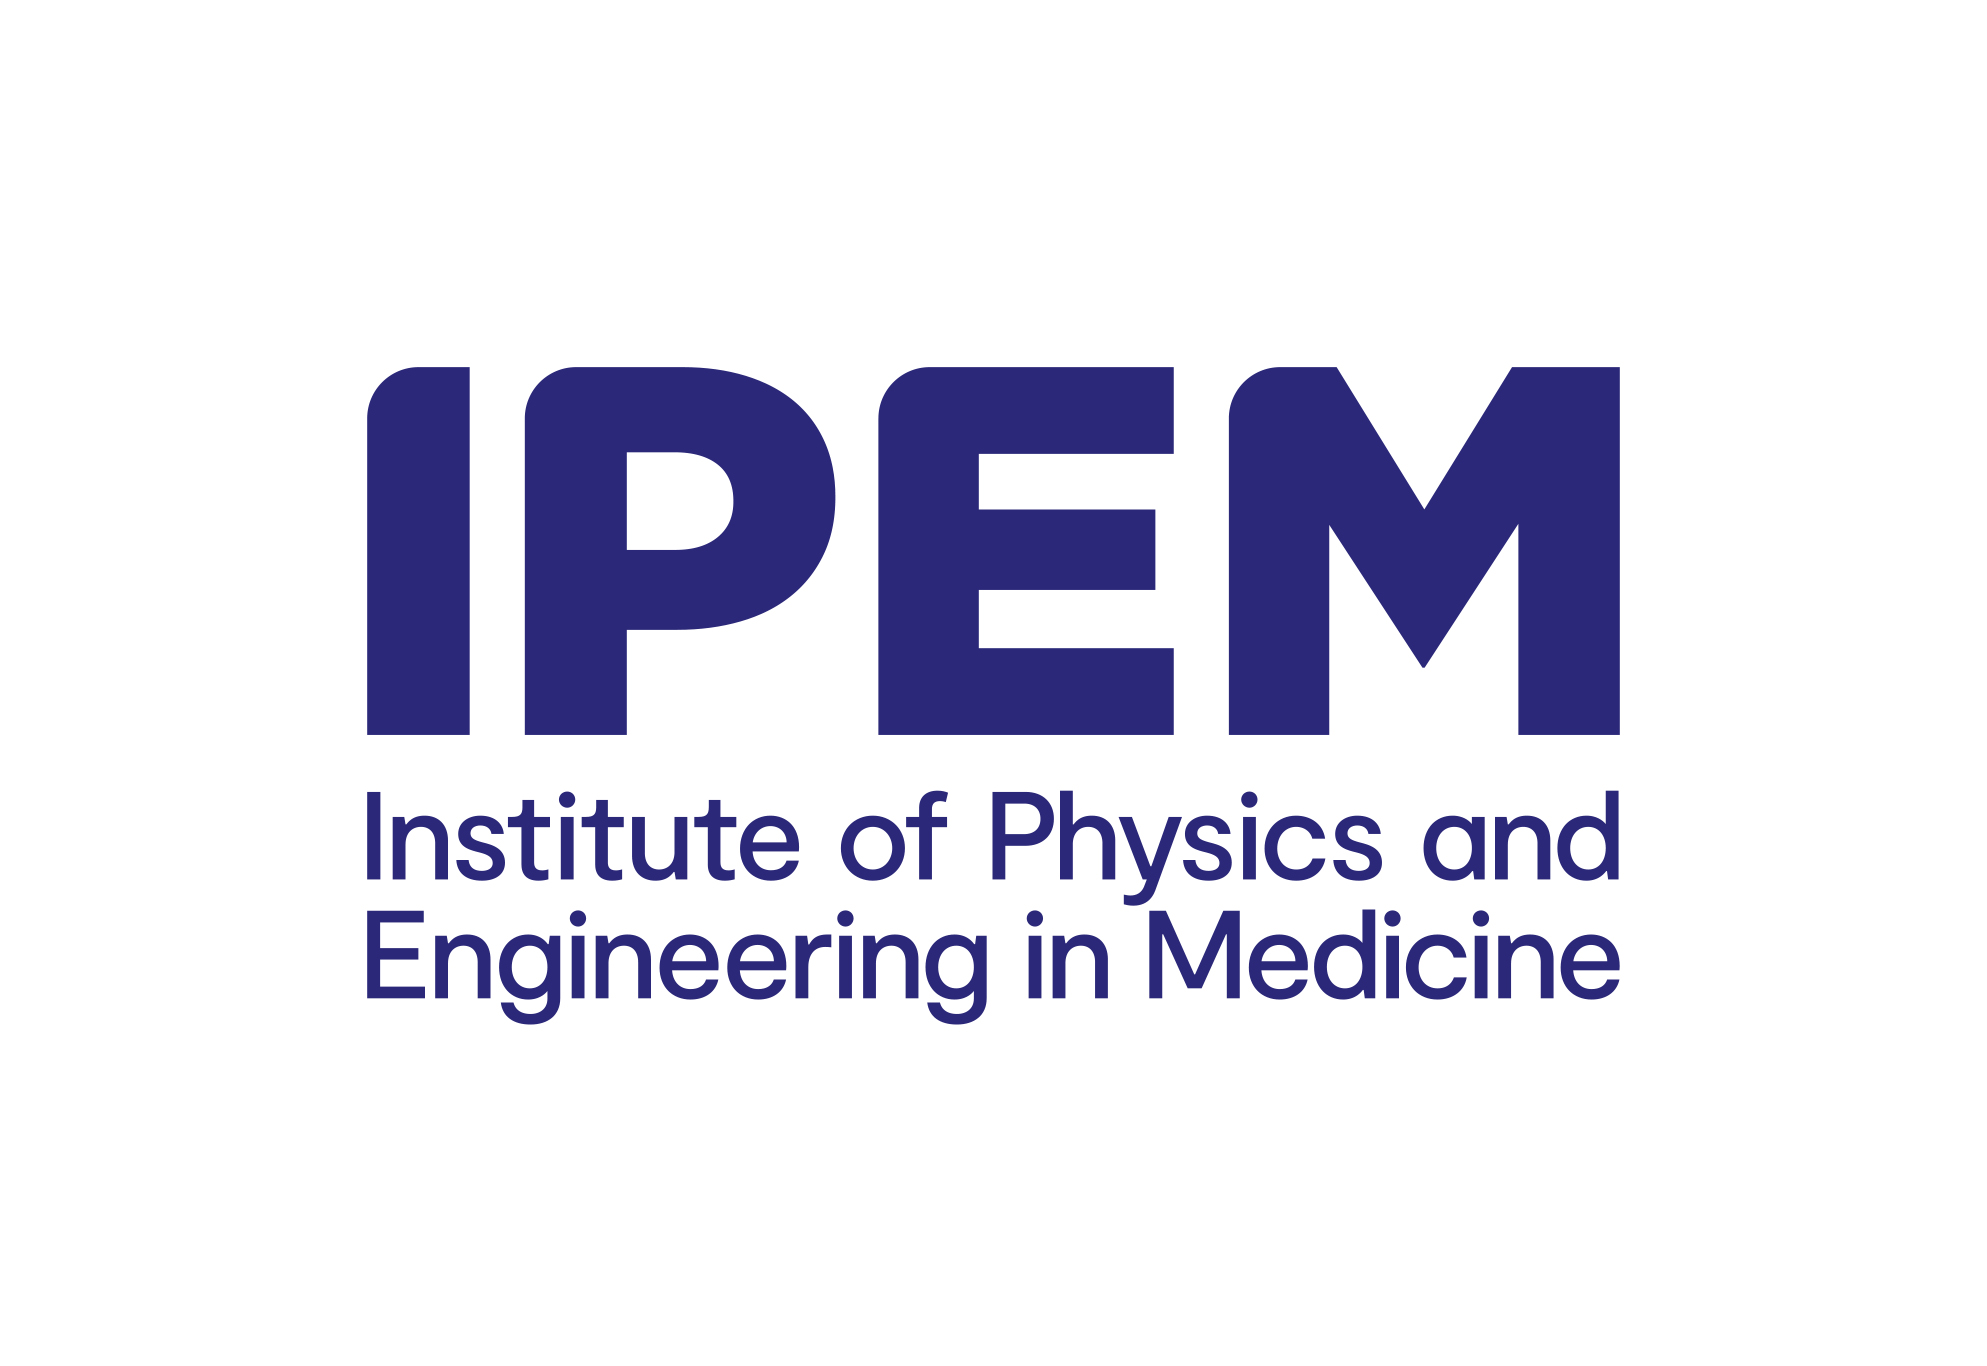 IPEM
Institute of Physics and
Engineering in Medicine